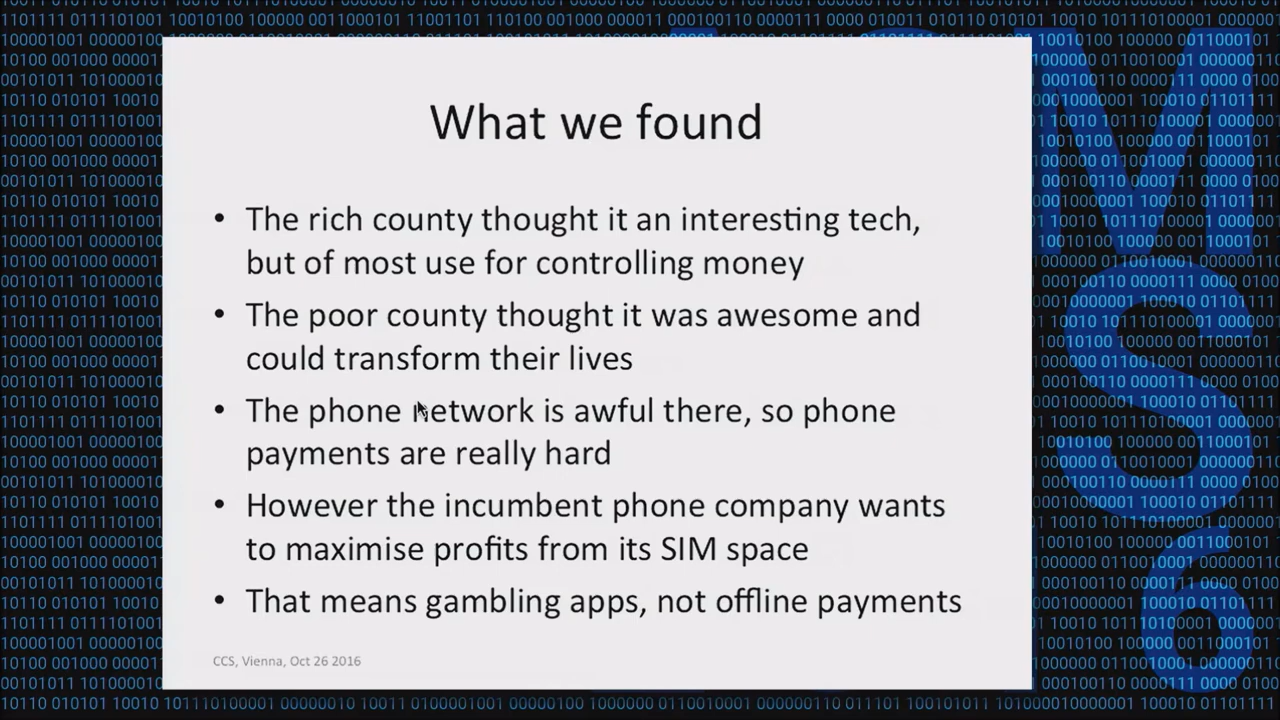 What we found
• The rich county thought it an interesting tech,
but of most use for controlling money
• The poor county thought it was awesome and
could transform their lives
• The phone network is awful there, so phone
payments are really hard
• However the incumbent phone company wants
to maximise profits from its SIM space
• That means gambling apps, not offline payments
CCS, Vienna, Oct 26 2016